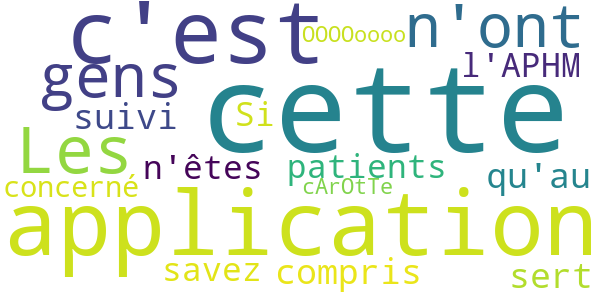 c'est OOOOoooo n'ont
gens cette l'APHM
suivi Si
Les n'êtes patients qu'au
concerné cArOtTe
application
savez compris sert